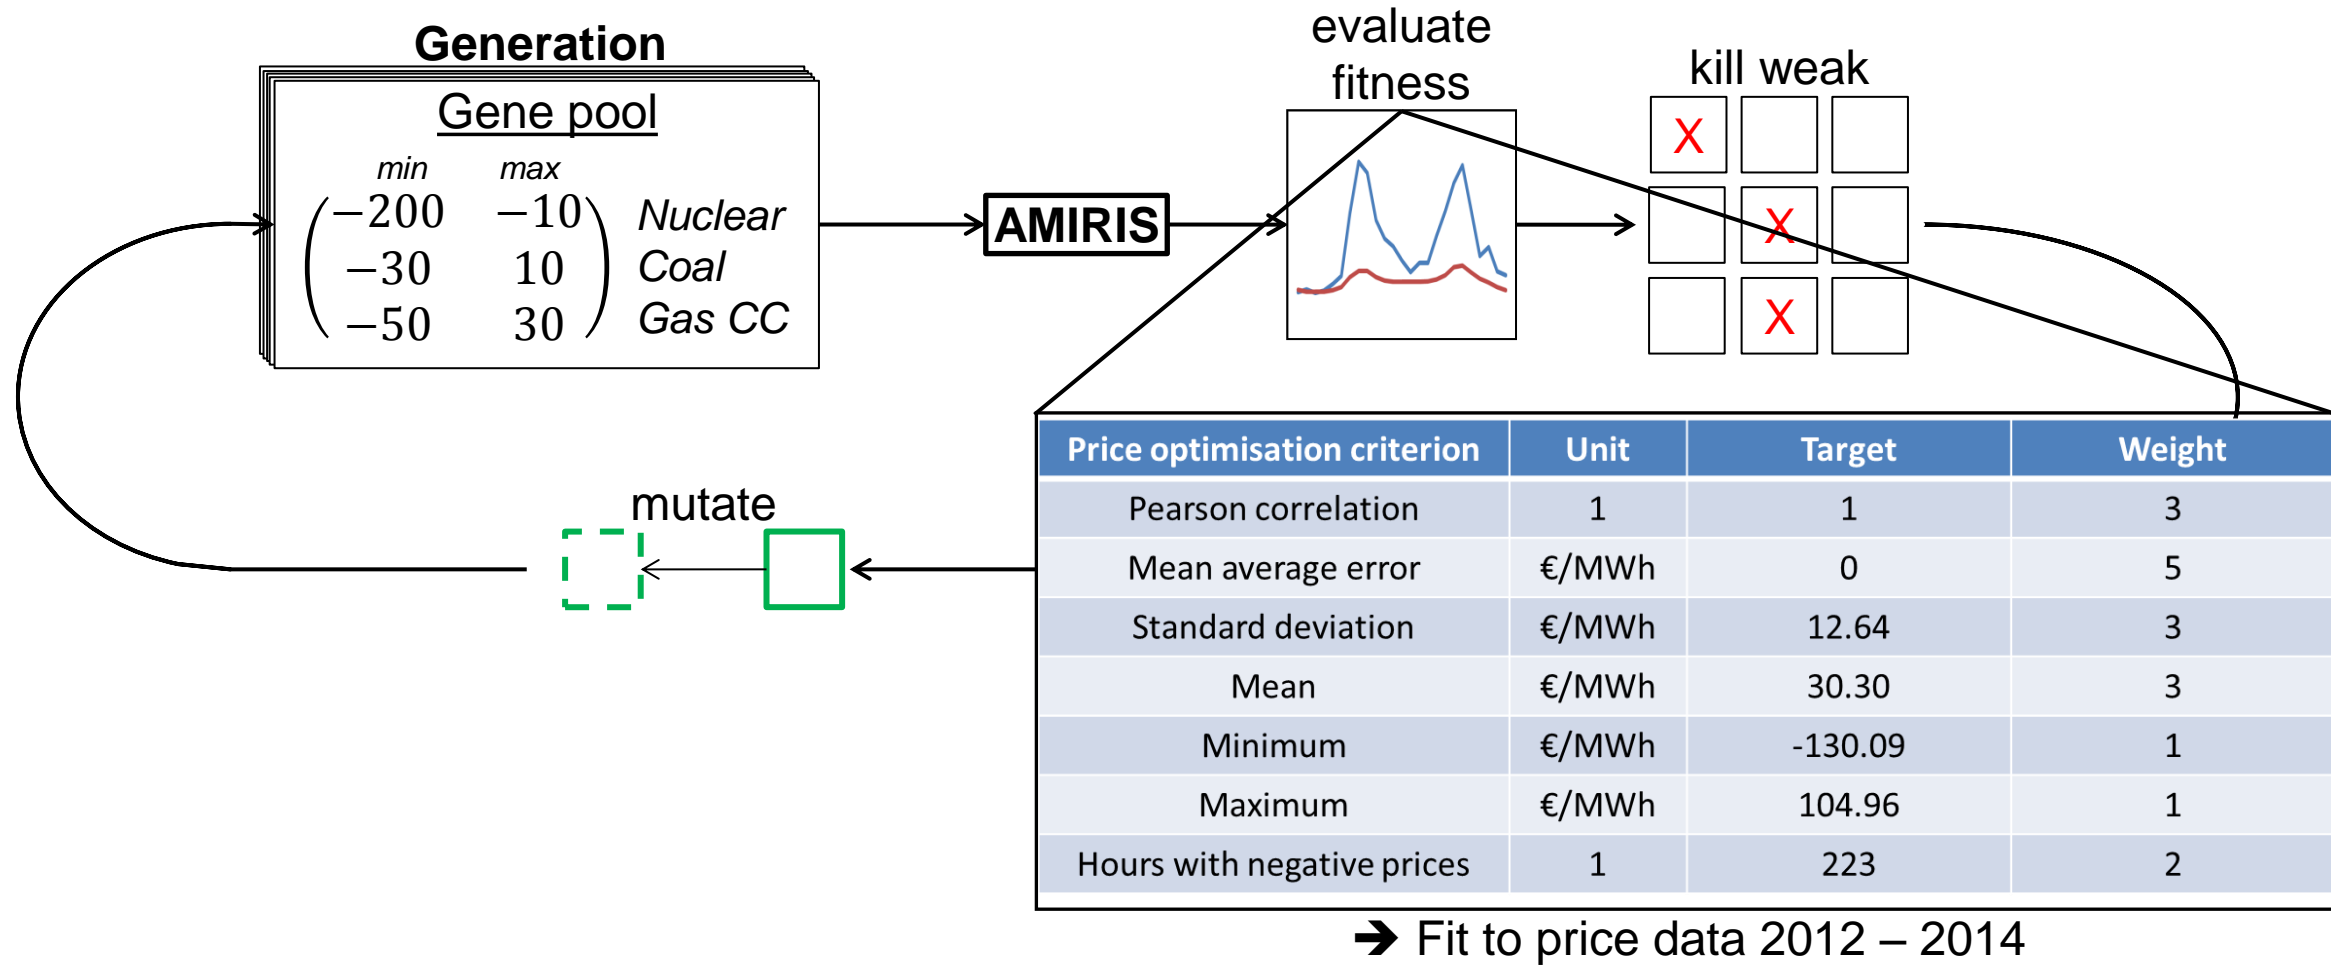 Generation
Gene pool
min max
−200 −10 Nuclear
−30 10 Coal
−50 30 Gas CC
AMIRIS
evaluate
fitness
kill weak
X
X
X
mutate
Price optimisation criterion Unit Target Weight
Pearson correlation 1 1 3
Mean average error €/MWh 0 5
Standard deviation €/MWh 12.64 3
Mean €/MWh 30.30 3
Minimum €/MWh -130.09 1
Maximum €/MWh 104.96 1
Hours with negative prices 1 223 2
➔ Fit to price data 2012 – 2014